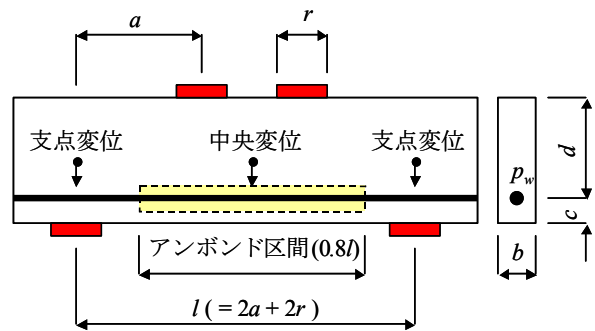 a
r
支点変位
中央変位
支点変位
d
p_w
c
b
アンボンド区間(0.8l)
l ( = 2a + 2r )